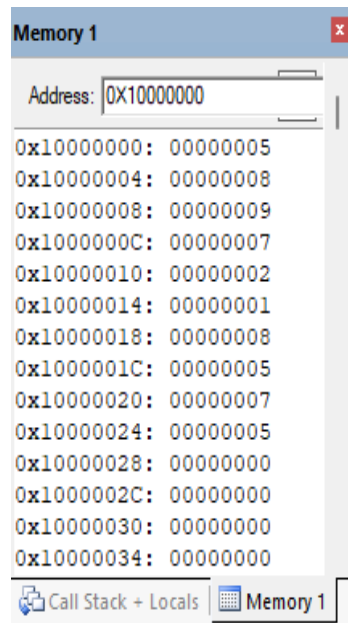 Memory 1
x
Address: 0X10000000
0x10000000: 00000005
0x10000004: 00000008
0x10000008: 00000009
0x1000000C: 00000007
0x10000010: 00000002
0x10000014: 00000001
0x10000018: 00000008
0x1000001C: 00000005
0x10000020: 00000007
0x10000024: 00000005
0x10000028: 00000000
0x1000002C: 00000000
0x10000030: 00000000
0x10000034: 00000000
Call Stack + Locals Memory 1